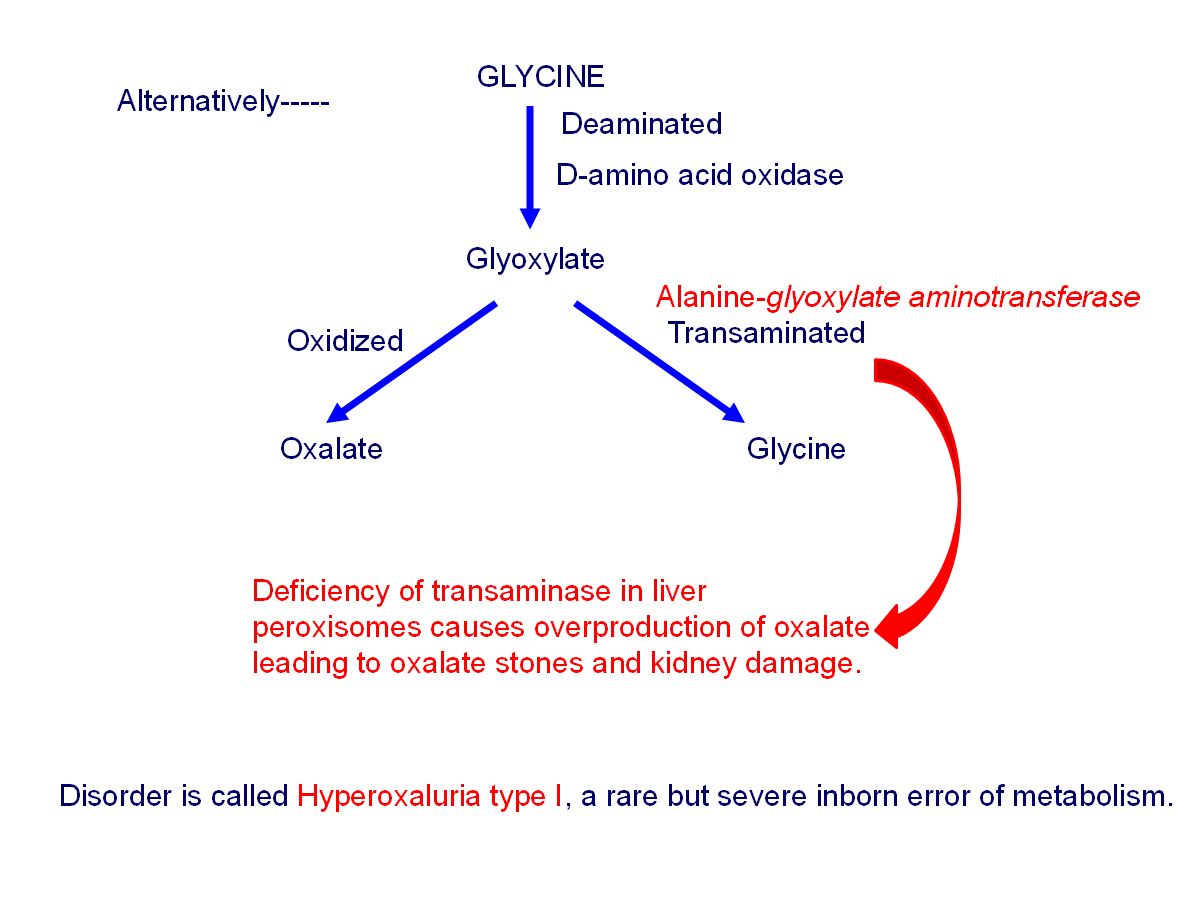 GLYCINE
Alternatively-----
Deaminated
D-amino acid oxidase
Glyoxylate
Alanine-glyoxylate aminotransferase
Transaminated
Oxidized
Oxalate
Glycine
Deficiency of transaminase in liver
peroxisomes causes overproduction of oxalate
leading to oxalate stones and kidney damage.
Disorder is called Hyperoxaluria type I, a rare but severe inborn error of metabolism.